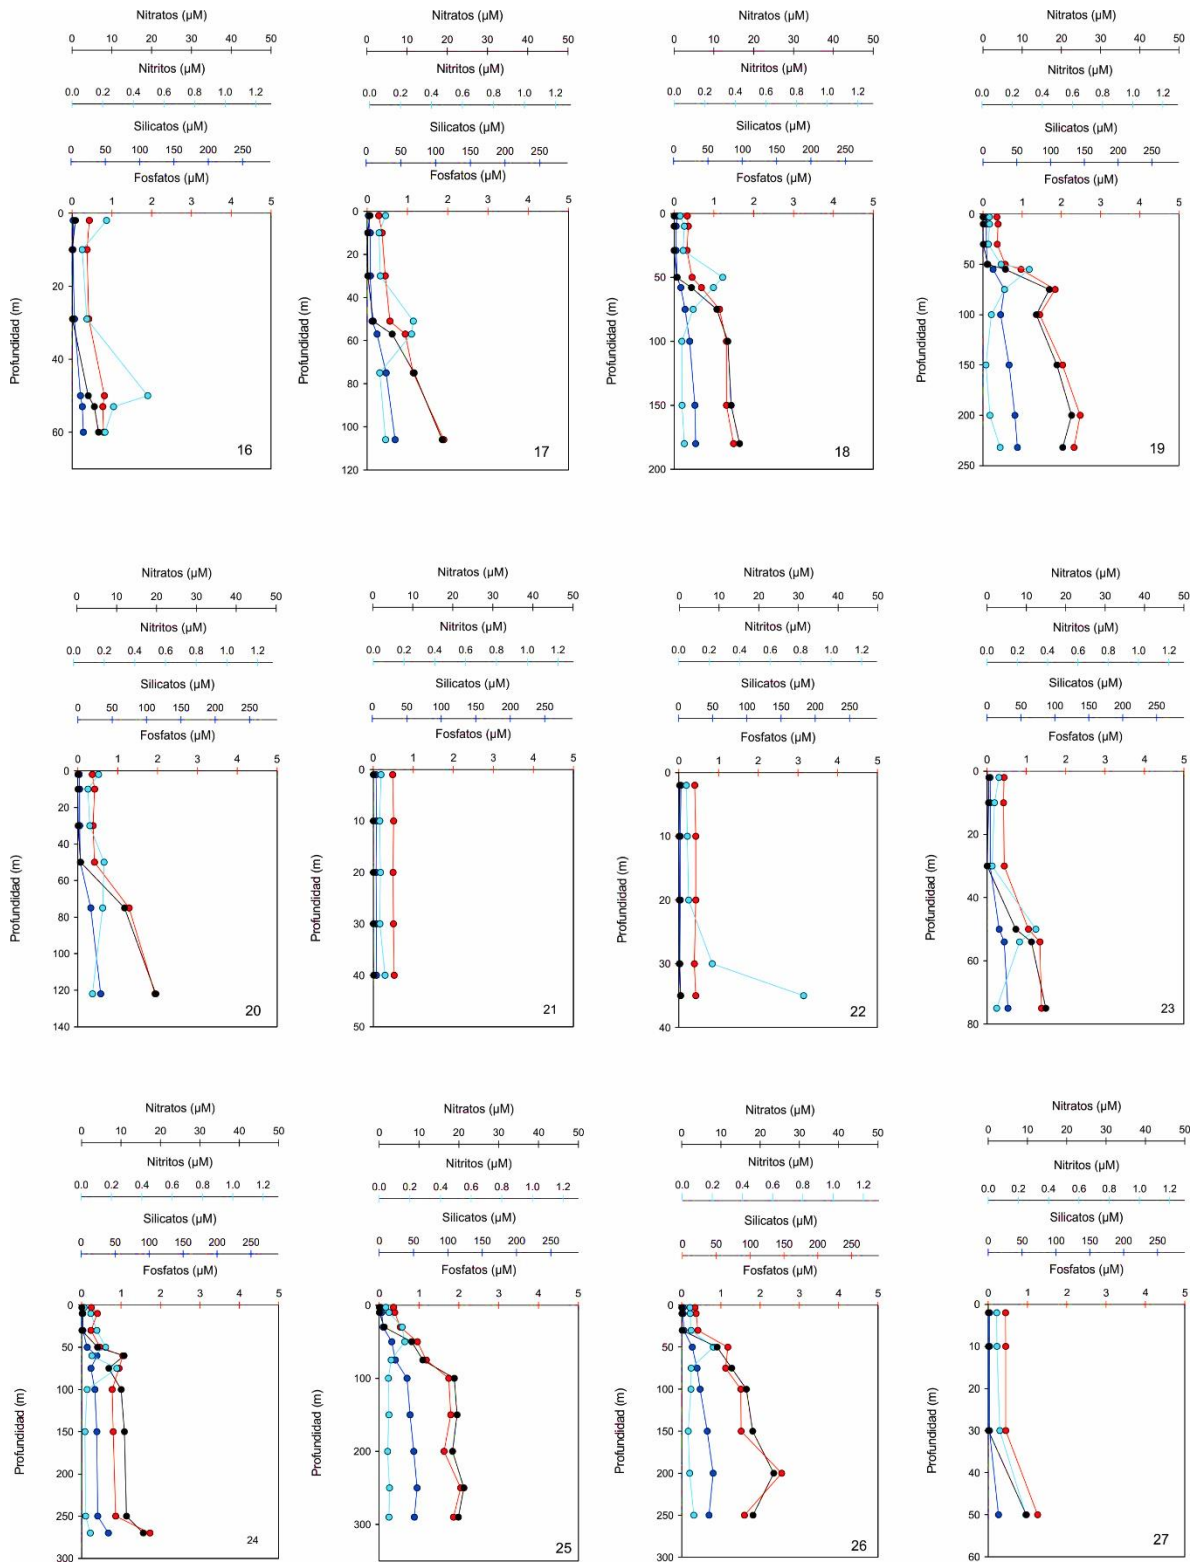 Nitratos (µM)
0 10 20 30 40 50
Nitritos (µM)
0.0 0.2 0.4 0.6 0.8 1.0 1.2
Silicatos (µM)
0 50 100 150 200 250
Fosfatos (µM)
0 1 2 3 4 5
Profundidad (m)
0
20
40
60
16
Nitratos (µM)
0 10 20 30 40 50
Nitritos (µM)
0.0 0.2 0.4 0.6 0.8 1.0 1.2
Silicatos (µM)
0 50 100 150 200 250
Fosfatos (µM)
0 1 2 3 4 5
Profundidad (m)
0
20
40
60
80
100
120
17
Nitratos (µM)
0 10 20 30 40 50
Nitritos (µM)
0.0 0.2 0.4 0.6 0.8 1.0 1.2
Silicatos (µM)
0 50 100 150 200 250
Fosfatos (µM)
0 1 2 3 4 5
Profundidad (m)
0
50
100
150
200
18
Nitratos (µM)
0 10 20 30 40 50
Nitritos (µM)
0.0 0.2 0.4 0.6 0.8 1.0 1.2
Silicatos (µM)
0 50 100 150 200 250
Fosfatos (µM)
0 1 2 3 4 5
Profundidad (m)
0
50
100
150
200
250
19
Nitratos (µM)
0 10 20 30 40 50
Nitritos (µM)
0.0 0.2 0.4 0.6 0.8 1.0 1.2
Silicatos (µM)
0 50 100 150 200 250
Fosfatos (µM)
0 1 2 3 4 5
Profundidad (m)
0
20
40
60
80
100
120
140
20
Nitratos (µM)
0 10 20 30 40 50
Nitritos (µM)
0.0 0.2 0.4 0.6 0.8 1.0 1.2
Silicatos (µM)
0 50 100 150 200 250
Fosfatos (µM)
0 1 2 3 4 5
Profundidad (m)
0
10
20
30
40
50
21
Nitratos (µM)
0 10 20 30 40 50
Nitritos (µM)
0.0 0.2 0.4 0.6 0.8 1.0 1.2
Silicatos (µM)
0 50 100 150 200 250
Fosfatos (µM)
0 1 2 3 4 5
Profundidad (m)
0
10
20
30
40
22
Nitratos (µM)
0 10 20 30 40 50
Nitritos (µM)
0.0 0.2 0.4 0.6 0.8 1.0 1.2
Silicatos (µM)
0 50 100 150 200 250
Fosfatos (µM)
0 1 2 3 4 5
Profundidad (m)
0
20
40
60
80
23
Nitratos (µM)
0 10 20 30 40 50
Nitritos (µM)
0.0 0.2 0.4 0.6 0.8 1.0 1.2
Silicatos (µM)
0 50 100 150 200 250
Fosfatos (µM)
0 1 2 3 4 5
Profundidad (m)
0
50
100
150
200
250
300
24
Nitratos (µM)
0 10 20 30 40 50
Nitritos (µM)
0.0 0.2 0.4 0.6 0.8 1.0 1.2
Silicatos (µM)
0 50 100 150 200 250
Fosfatos (µM)
0 1 2 3 4 5
Profundidad (m)
0
50
100
150
200
250
300
25
Nitratos (µM)
0 10 20 30 40 50
Nitritos (µM)
0.0 0.2 0.4 0.6 0.8 1.0 1.2
Silicatos (µM)
0 50 100 150 200 250
Fosfatos (µM)
0 1 2 3 4 5
Profundidad (m)
0
50
100
150
200
250
300
26
Nitratos (µM)
0 10 20 30 40 50
Nitritos (µM)
0.0 0.2 0.4 0.6 0.8 1.0 1.2
Silicatos (µM)
0 50 100 150 200 250
Fosfatos (µM)
0 1 2 3 4 5
Profundidad (m)
0
10
20
30
40
50
60
27